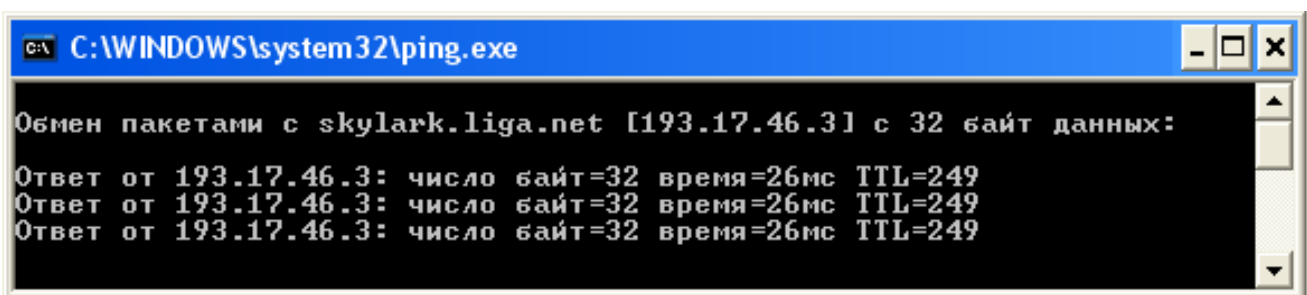 C:\WINDOWS\system32\ping.exe
Обмен пакетами с skylark.liga.net [193.17.46.3] с 32 байт данных:
Ответ от 193.17.46.3: число байт=32 время=26мс TTL=249
Ответ от 193.17.46.3: число байт=32 время=26мс TTL=249
Ответ от 193.17.46.3: число байт=32 время=26мс TTL=249